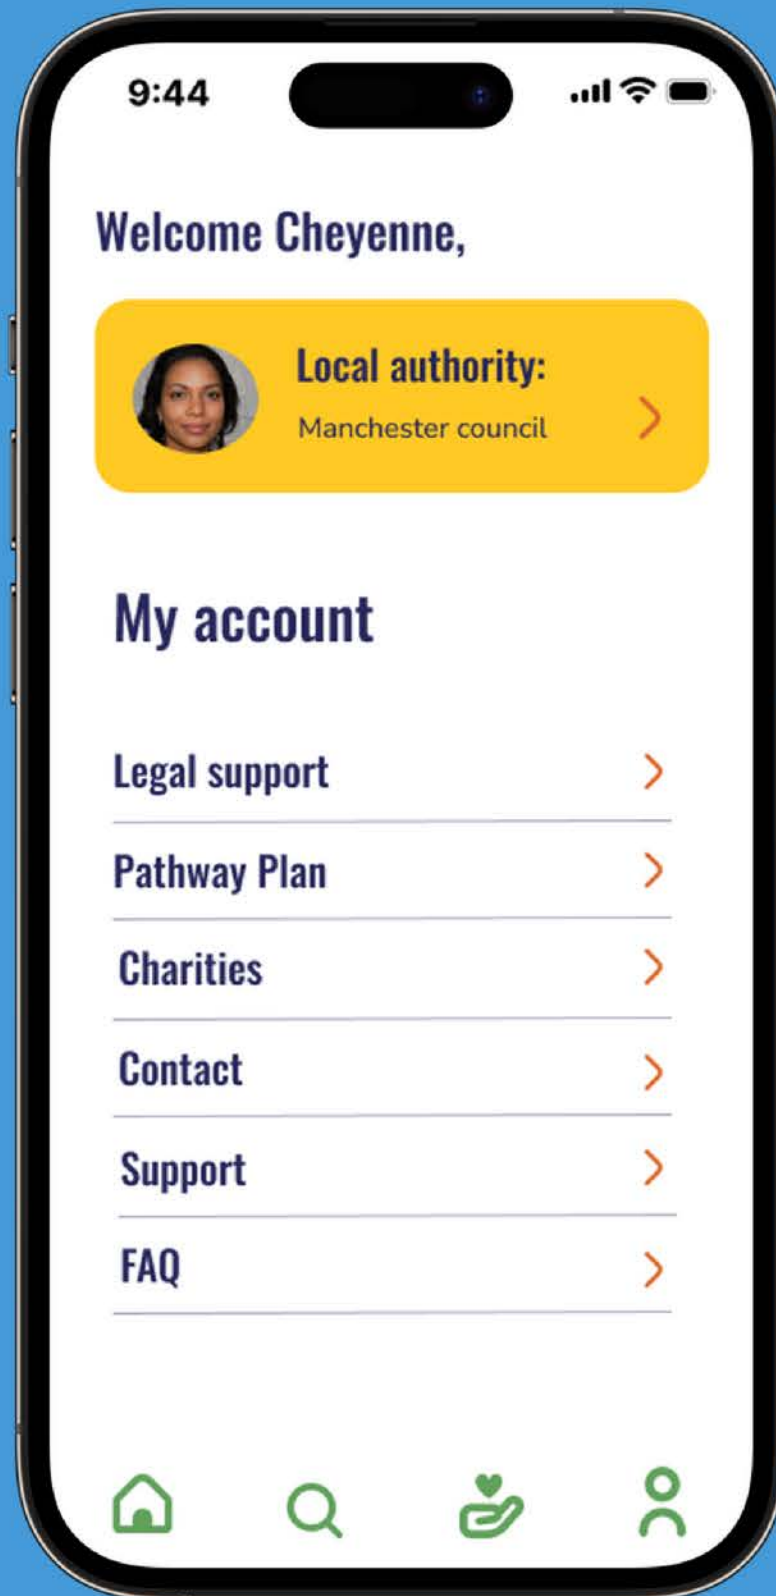 9:44
Welcome Cheyenne,
Local authority:
Manchester council
My account
Legal support
Pathway Plan
Charities
Contact
Support
FAQ